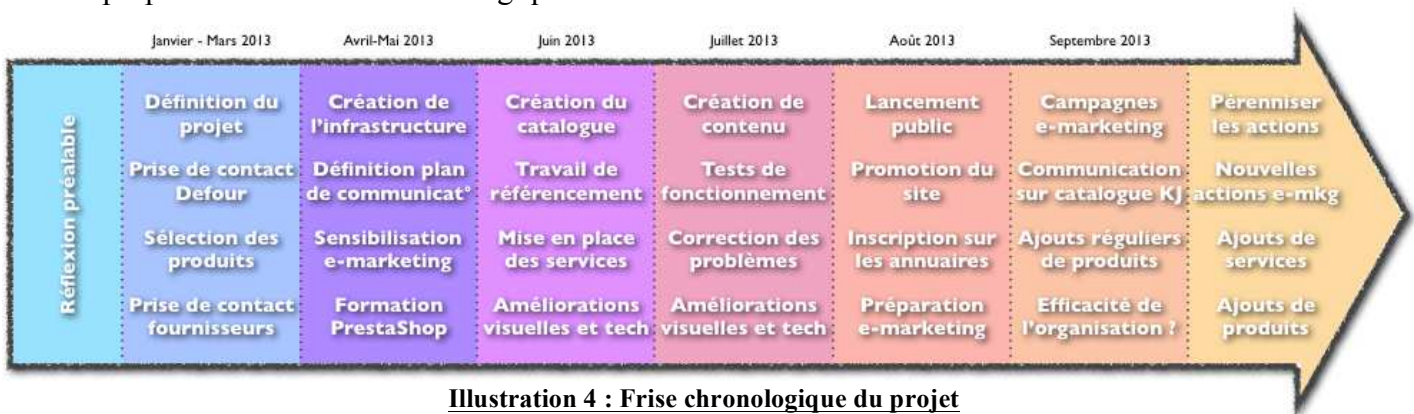 Janvier - Mars 2013
Avril-Mai 2013
Juin 2013
Juillet 2013
Août 2013
Septembre 2013
Réflexion préalable
Définition du
projet
Prise de contact
Defour
Sélection des
produits
Prise de contact
fournisseurs
Création de
l'infrastructure
Définition plan
de communicat°
Sensibilisation
e-marketing
Formation
PrestaShop
Création du
catalogue
Travail de
référencement
Mise en place
des services
Améliorations
visuelles et tech
Création de
contenu
Tests de
fonctionnement
Correction des
problèmes
Améliorations
visuelles et tech
Lancement
public
Promotion du
site
Inscription sur
les annuaires
Préparation
e-marketing
Campagnes
e-marketing
Communication
sur catalogue KJ
Ajouts réguliers
de produits
Efficacité de
l'organisation ?
Pérenniser
les actions
Nouvelles
actions e-mkg
Ajouts de
services
Ajouts de
produits
Illustration 4 : Frise chronologique du projet